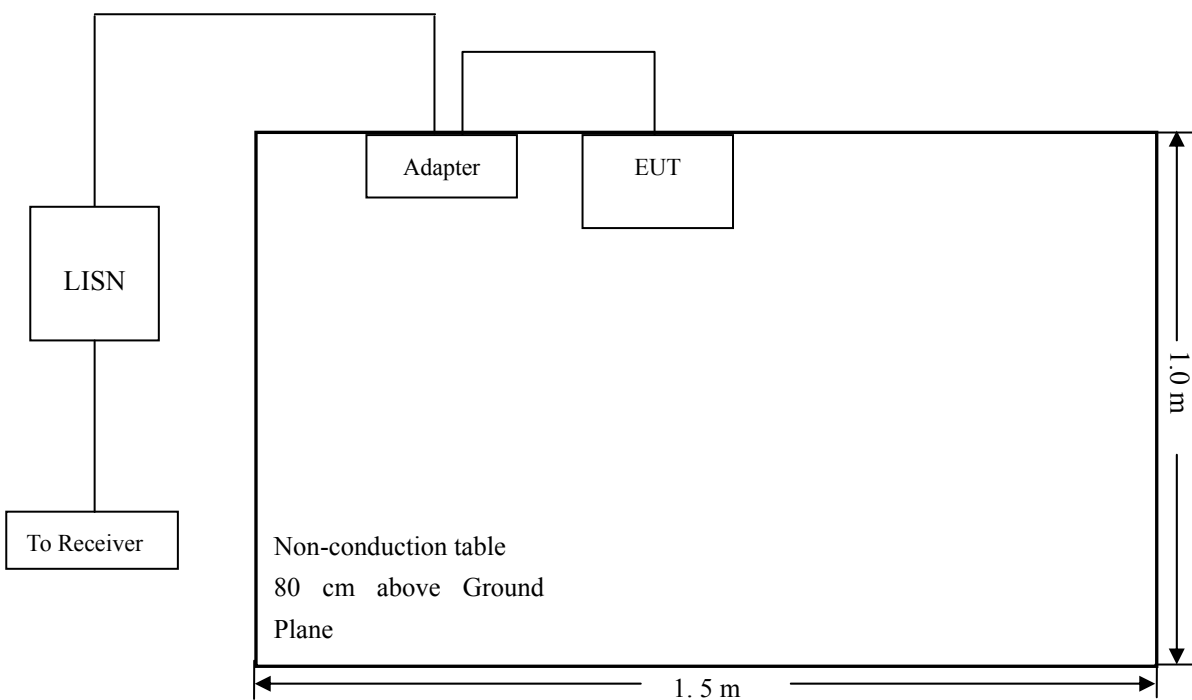 Adapter
EUT
LISN
1.0 m
To Receiver
Non-conduction table
80 cm above Ground
Plane
1. 5 m